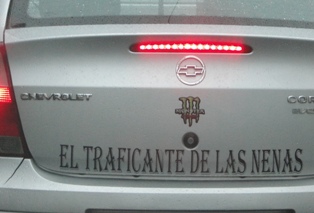 CHEVROLET
COR
EL TRAFICANTE DE LAS NENAS